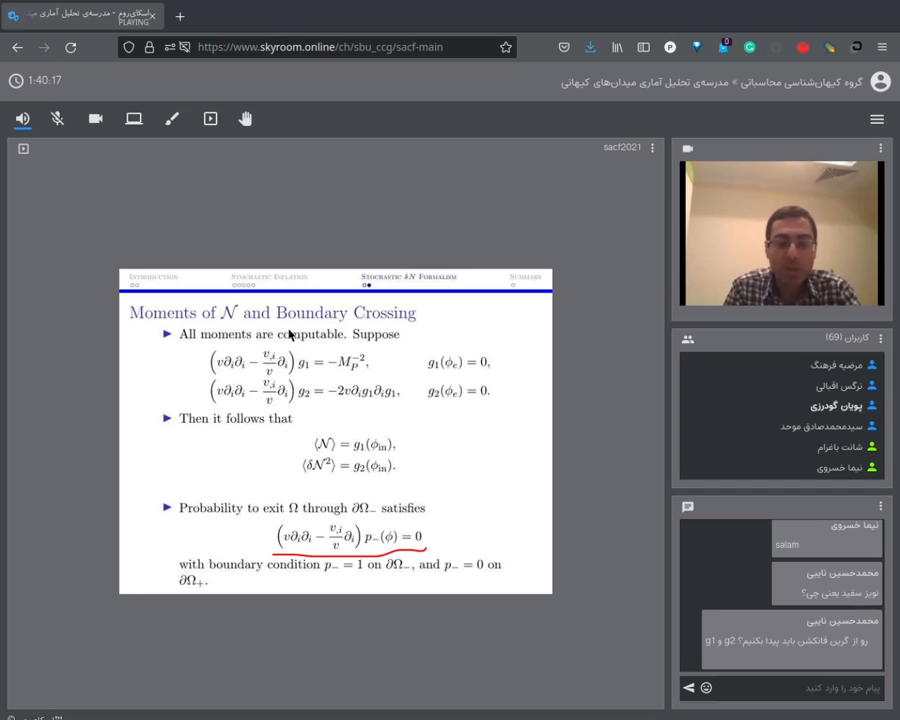 اسکای‌روم - مدرسه‌ی تحلیل آماری
PLAYING
https://www.skyroom.online/ch/sbu_ccg/sacf-main
0
1:40:17
گروه کیهان‌شناسی محاسباتی » مدرسه‌ی تحلیل آماری میدان‌های کیهانی
sacf2021
INTRODUCTION STOCHASTIC INFLATION STOCHASTIC δN FORMALISM SUMMARY
Moments of 𝒩 and Boundary Crossing
► All moments are computable. Suppose
(v∂ᵢ∂ᵢ − v,ᵢ/v ∂ᵢ) g₁ = −M_P⁻², g₁(ϕₑ) = 0,
(v∂ᵢ∂ᵢ − v,ᵢ/v ∂ᵢ) g₂ = −2v∂ᵢg₁∂ᵢg₁, g₂(ϕₑ) = 0.
► Then it follows that
⟨𝒩⟩ = g₁(ϕ_in),
⟨δ𝒩²⟩ = g₂(ϕ_in).
► Probability to exit Ω through ∂Ω₋ satisfies
(v∂ᵢ∂ᵢ − v,ᵢ/v ∂ᵢ) p₋(ϕ) = 0
with boundary condition p₋ = 1 on ∂Ω₋, and p₋ = 0 on
∂Ω₊.
کاربران (69)
مرضیه فرهنگ
نرگس اقبالی
پویان گودرزی
سیدمحمدصادق موحد
شانت باغرام
نیما خسروی
نیما خسروی
salam
محمدحسین نایبی
نویز سفید یعنی چی؟
محمدحسین نایبی
رو از گرین فانکشن باید پیدا بکنیم؟ g2 و g1
پیام خود را وارد کنید